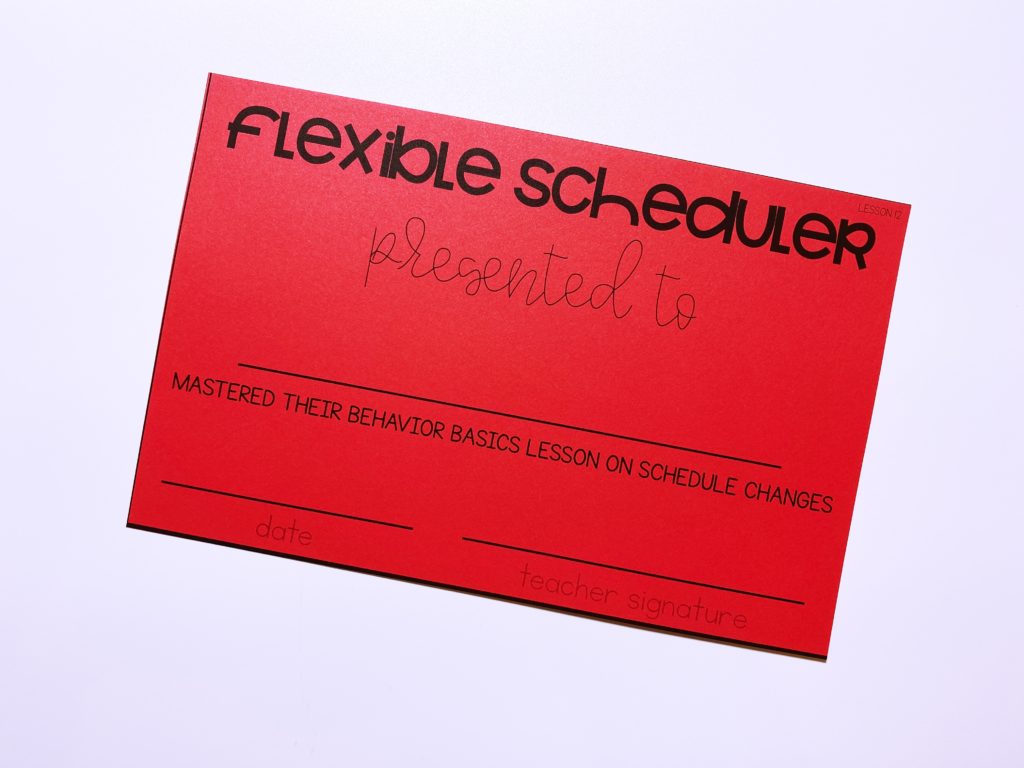 LESSON 12
FLEXIBLE SCHEDULER
presented to
MASTERED THEIR BEHAVIOR BASICS LESSON ON SCHEDULE CHANGES
date
teacher signature